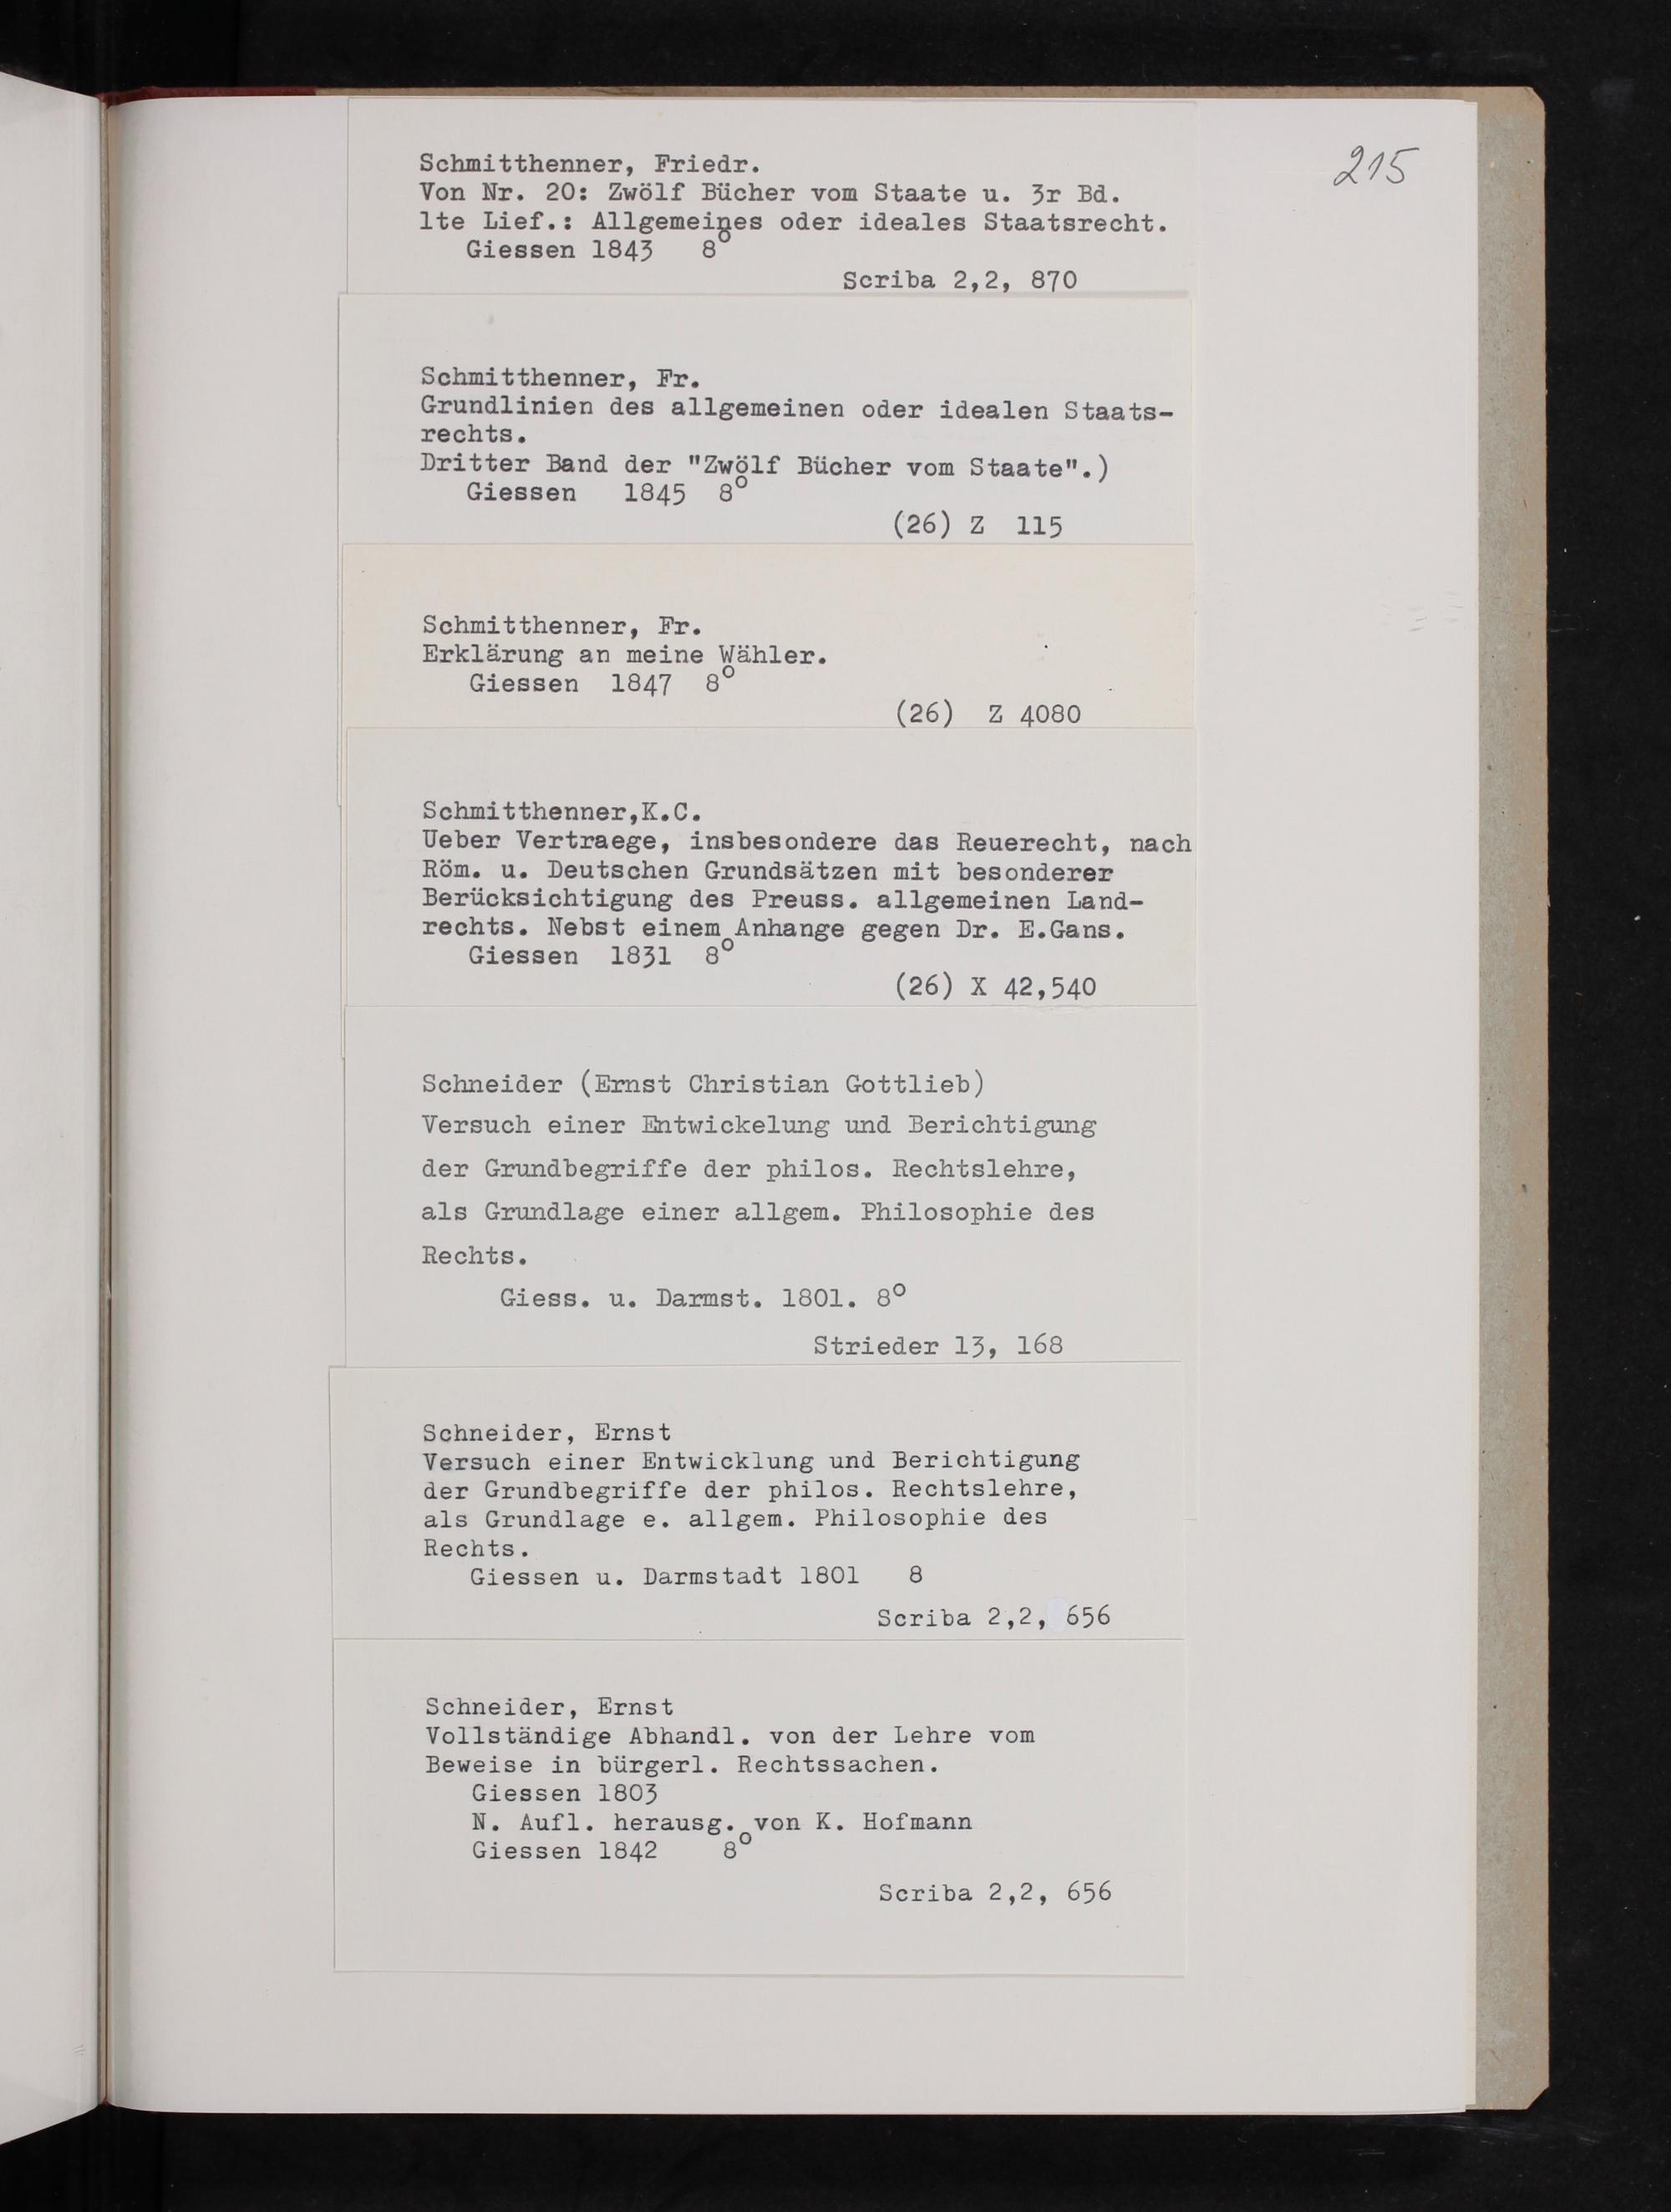 215
Schmitthenner, Friedr.
Von Nr. 20: Zwölf Bücher vom Staate u. 3r Bd.
1te Lief.: Allgemeines oder ideales Staatsrecht.
Giessen 1843 8°
Scriba 2,2, 870
Schmitthenner, Fr.
Grundlinien des allgemeinen oder idealen Staats-
rechts.
Dritter Band der "Zwölf Bücher vom Staate".)
Giessen 1845 8°
(26) Z 115
Schmitthenner, Fr.
Erklärung an meine Wähler.
Giessen 1847 8°
(26) Z 4080
Schmitthenner,K.C.
Ueber Vertraege, insbesondere das Reuerecht, nach
Röm. u. Deutschen Grundsätzen mit besonderer
Berücksichtigung des Preuss. allgemeinen Land-
rechts. Nebst einem Anhange gegen Dr. E.Gans.
Giessen 1831 8°
(26) X 42,540
Schneider (Ernst Christian Gottlieb)
Versuch einer Entwickelung und Berichtigung
der Grundbegriffe der philos. Rechtslehre,
als Grundlage einer allgem. Philosophie des
Rechts.
Giess. u. Darmst. 1801. 8°
Strieder 13, 168
Schneider, Ernst
Versuch einer Entwicklung und Berichtigung
der Grundbegriffe der philos. Rechtslehre,
als Grundlage e. allgem. Philosophie des
Rechts.
Giessen u. Darmstadt 1801 8
Scriba 2,2, 656
Schneider, Ernst
Vollständige Abhandl. von der Lehre vom
Beweise in bürgerl. Rechtssachen.
Giessen 1803
N. Aufl. herausg. von K. Hofmann
Giessen 1842 8°
Scriba 2,2, 656